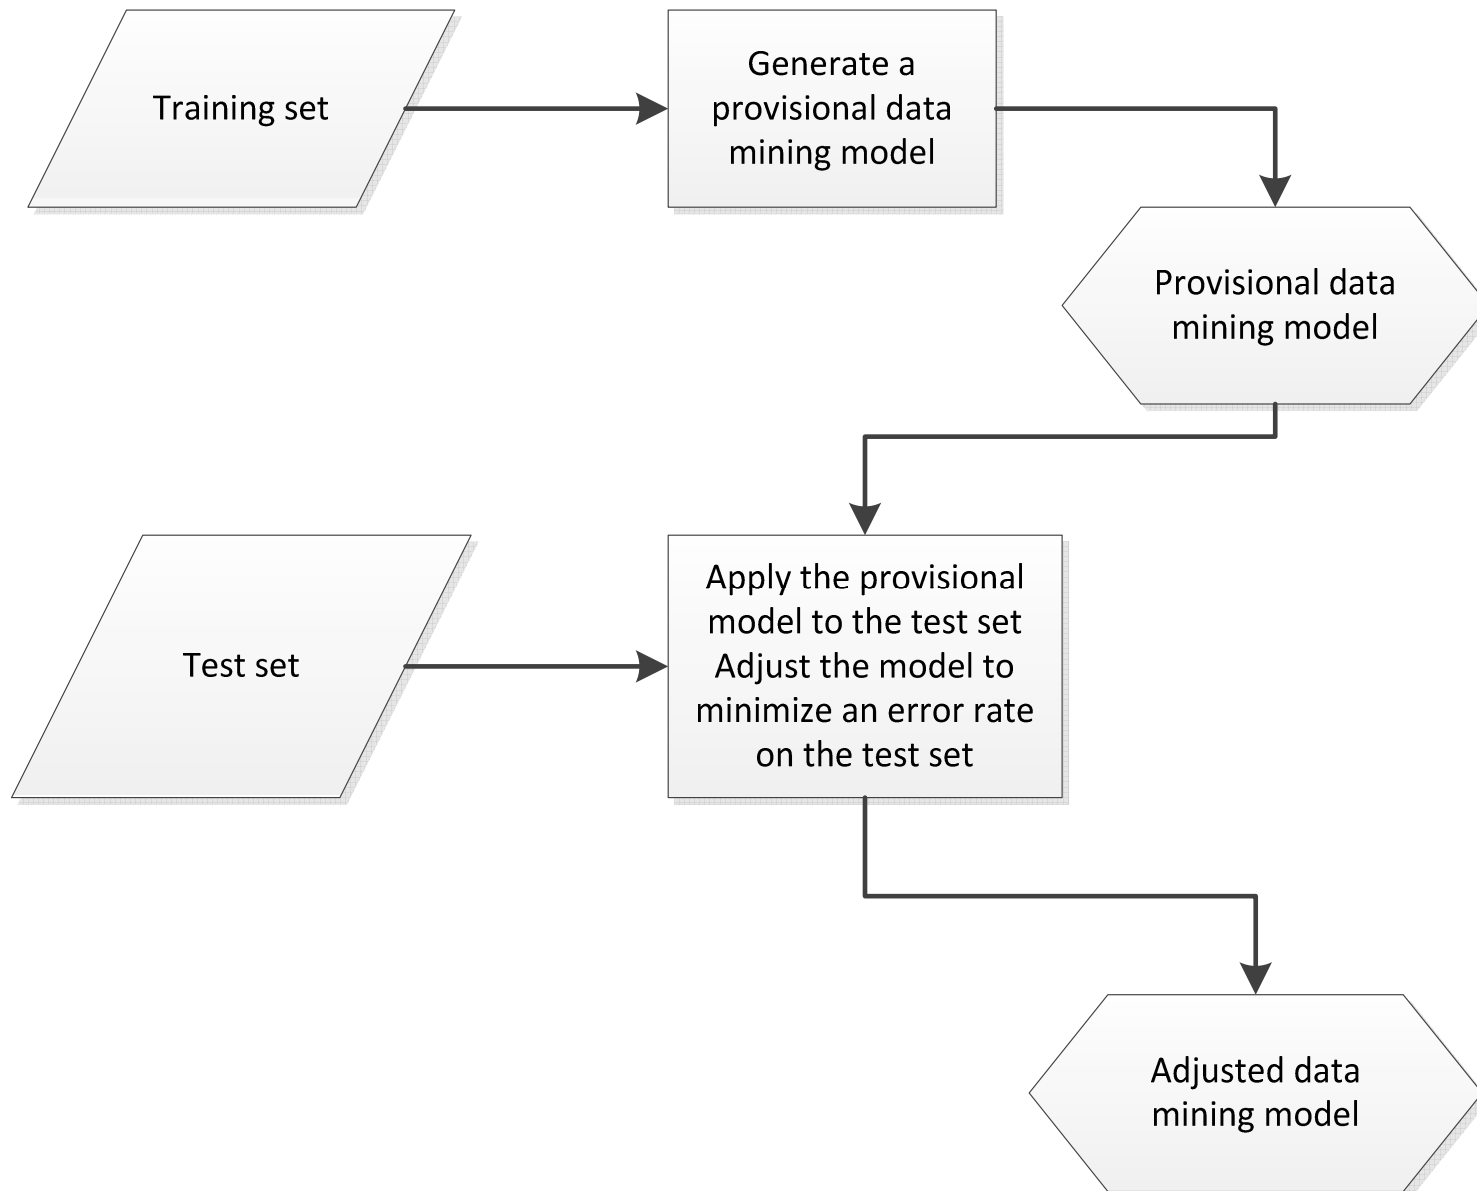 Training set
Generate a
provisional data
mining model
Provisional data
mining model
Test set
Apply the provisional
model to the test set
Adjust the model to
minimize an error rate
on the test set
Adjusted data
mining model